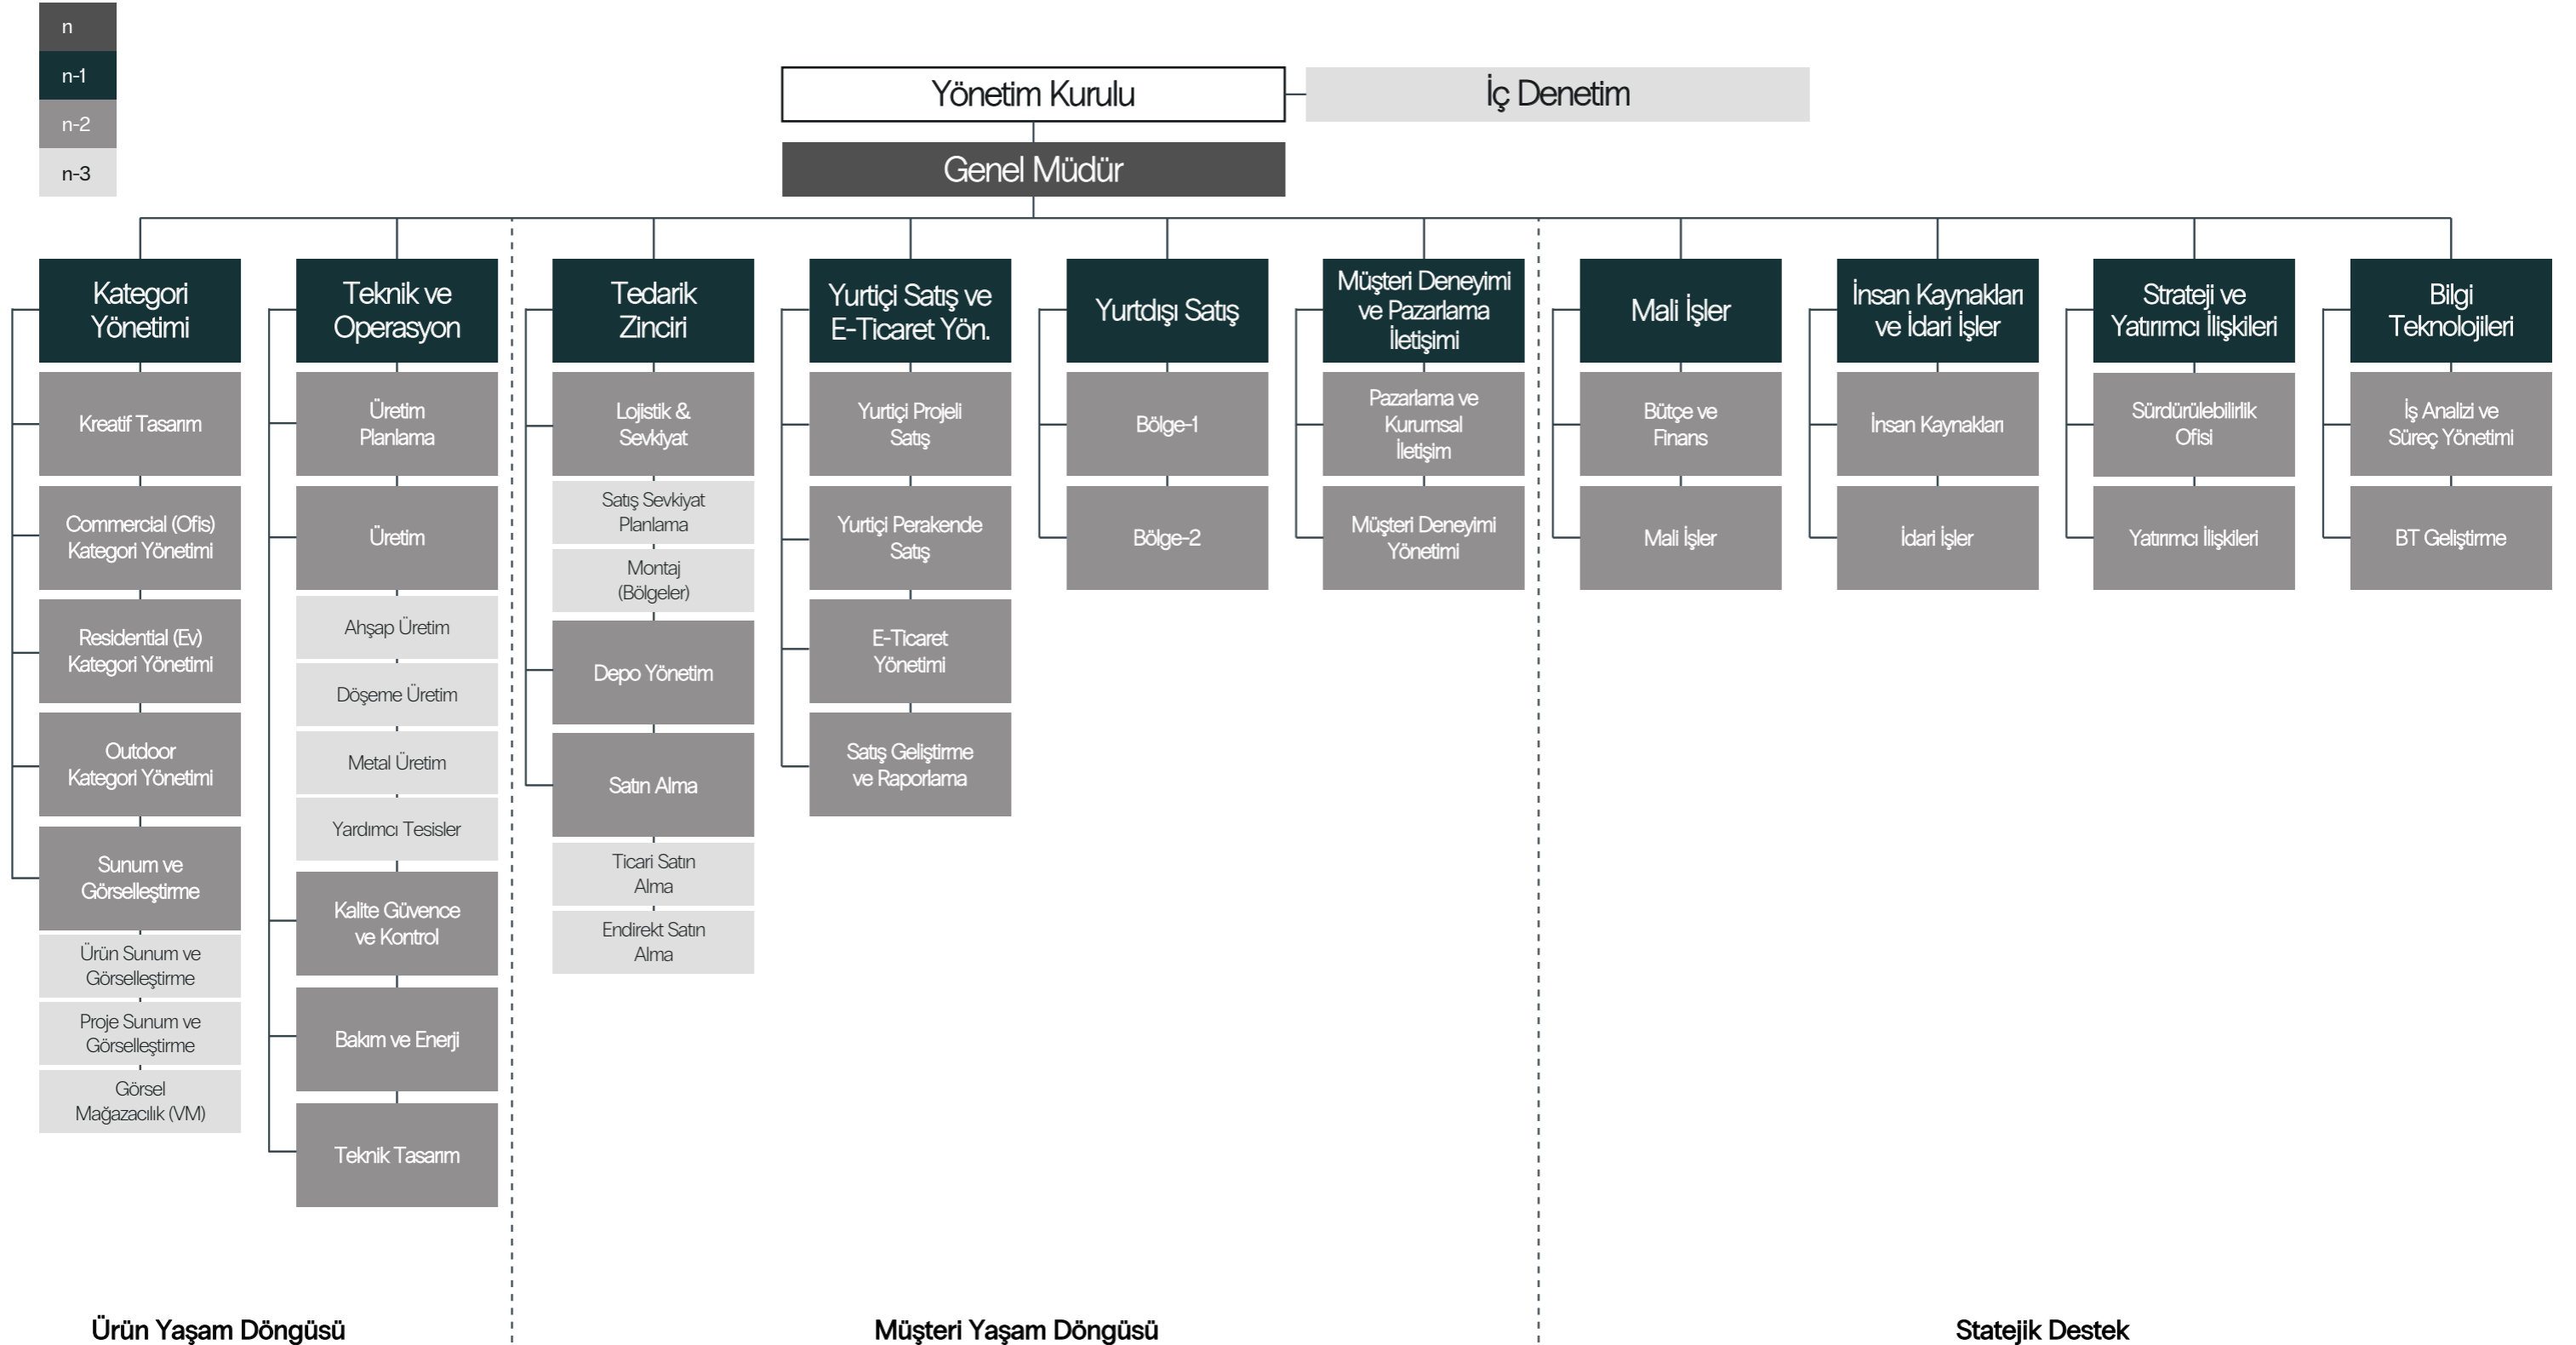 n
n-1
n-2
n-3
Yönetim Kurulu
İç Denetim
Genel Müdür
Kategori
Yönetimi
Kreatif Tasarım
Commercial (Ofis)
Kategori Yönetimi
Residential (Ev)
Kategori Yönetimi
Outdoor
Kategori Yönetimi
Sunum ve
Görselleştirme
Ürün Sunum ve
Görselleştirme
Proje Sunum ve
Görselleştirme
Görsel
Mağazacılık (VM)
Teknik ve
Operasyon
Üretim
Planlama
Üretim
Ahşap Üretim
Döşeme Üretim
Metal Üretim
Yardımcı Tesisler
Kalite Güvence
ve Kontrol
Bakım ve Enerji
Teknik Tasarım
Tedarik
Zinciri
Lojistik &
Sevkiyat
Satış Sevkiyat
Planlama
Montaj
(Bölgeler)
Depo Yönetim
Satın Alma
Ticari Satın
Alma
Endirekt Satın
Alma
Yurtiçi Satış ve
E-Ticaret Yön.
Yurtiçi Projeli
Satış
Yurtiçi Perakende
Satış
E-Ticaret
Yönetimi
Satış Geliştirme
ve Raporlama
Yurtdışı Satış
Bölge-1
Bölge-2
Müşteri Deneyimi
ve Pazarlama
İletişimi
Pazarlama ve
Kurumsal
İletişim
Müşteri Deneyimi
Yönetimi
Mali İşler
Bütçe ve
Finans
Mali İşler
İnsan Kaynakları
ve İdari İşler
İnsan Kaynakları
İdari İşler
Strateji ve
Yatırımcı İlişkileri
Sürdürülebilirlik
Ofisi
Yatırımcı İlişkileri
Bilgi
Teknolojileri
İş Analizi ve
Süreç Yönetimi
BT Geliştirme
Ürün Yaşam Döngüsü
Müşteri Yaşam Döngüsü
Statejik Destek